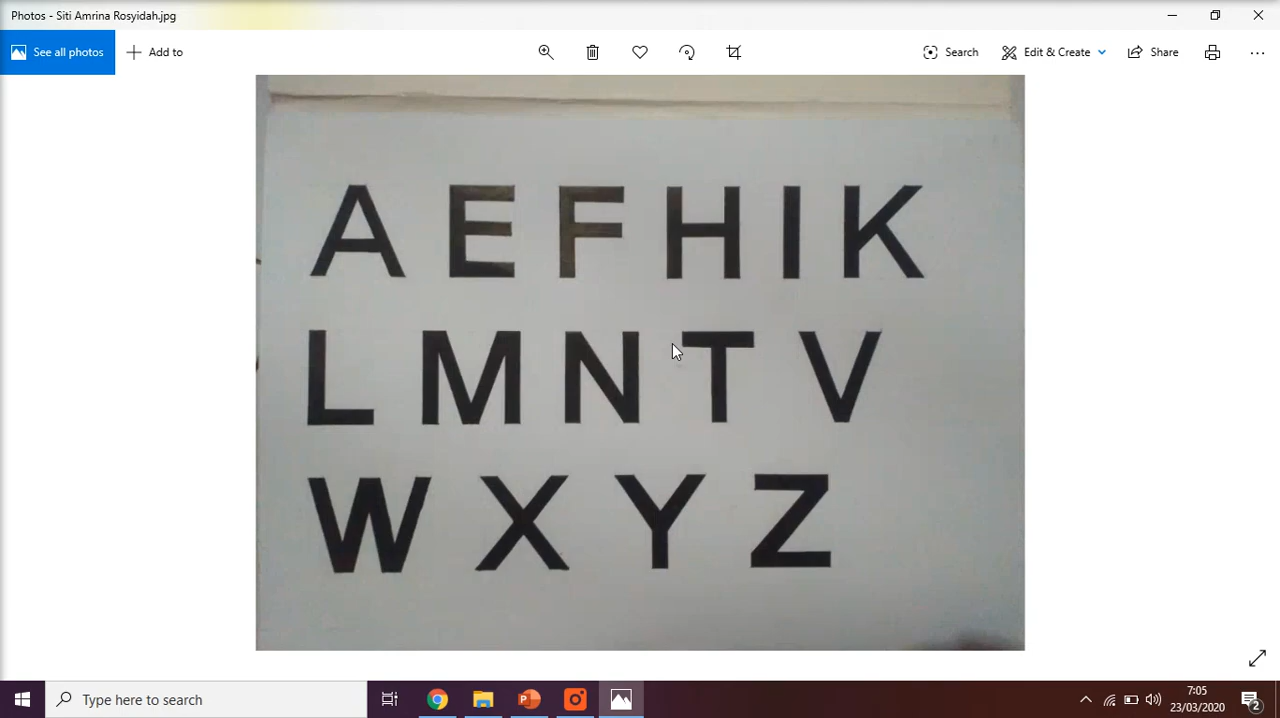 Photos - Siti Amrina Rosyidah.jpg
See all photos
Add to
Search
Edit & Create
Share
A E F H I K
L M N T V
W X Y Z
Type here to search
7:05
23/03/2020
2